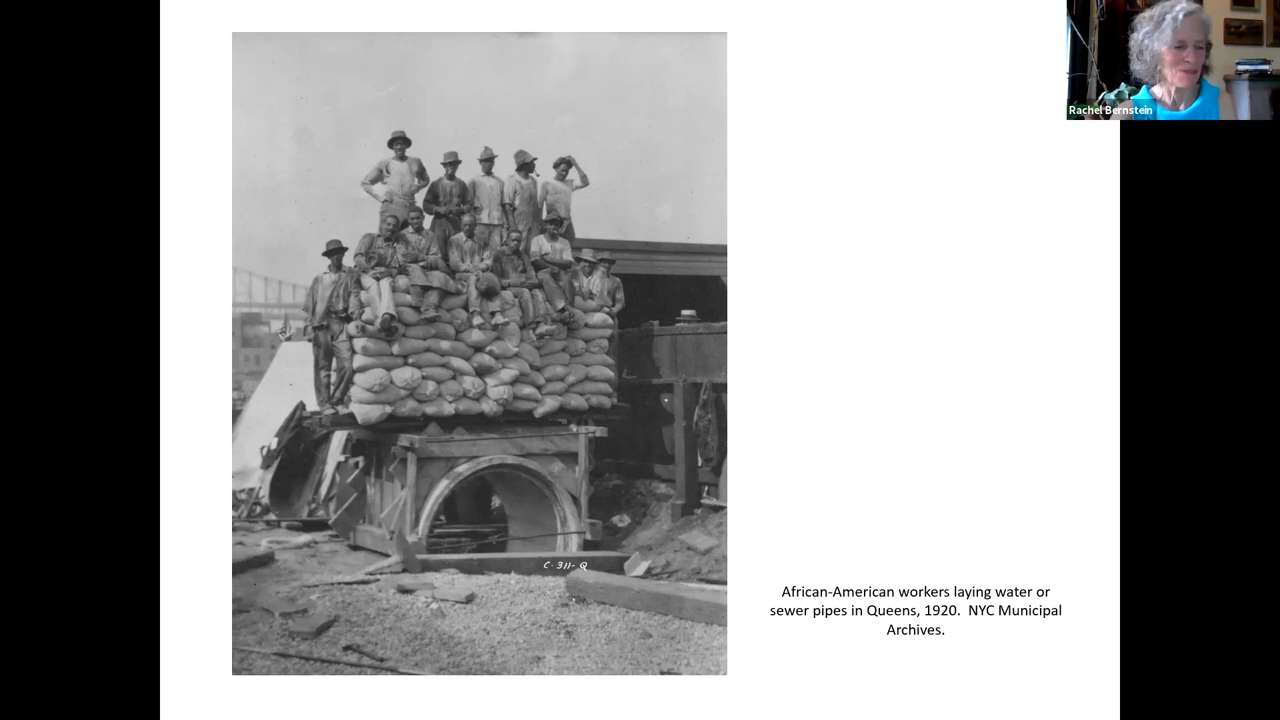 Rachel Bernstein
C-311-Q
African-American workers laying water or
sewer pipes in Queens, 1920.  NYC Municipal
Archives.